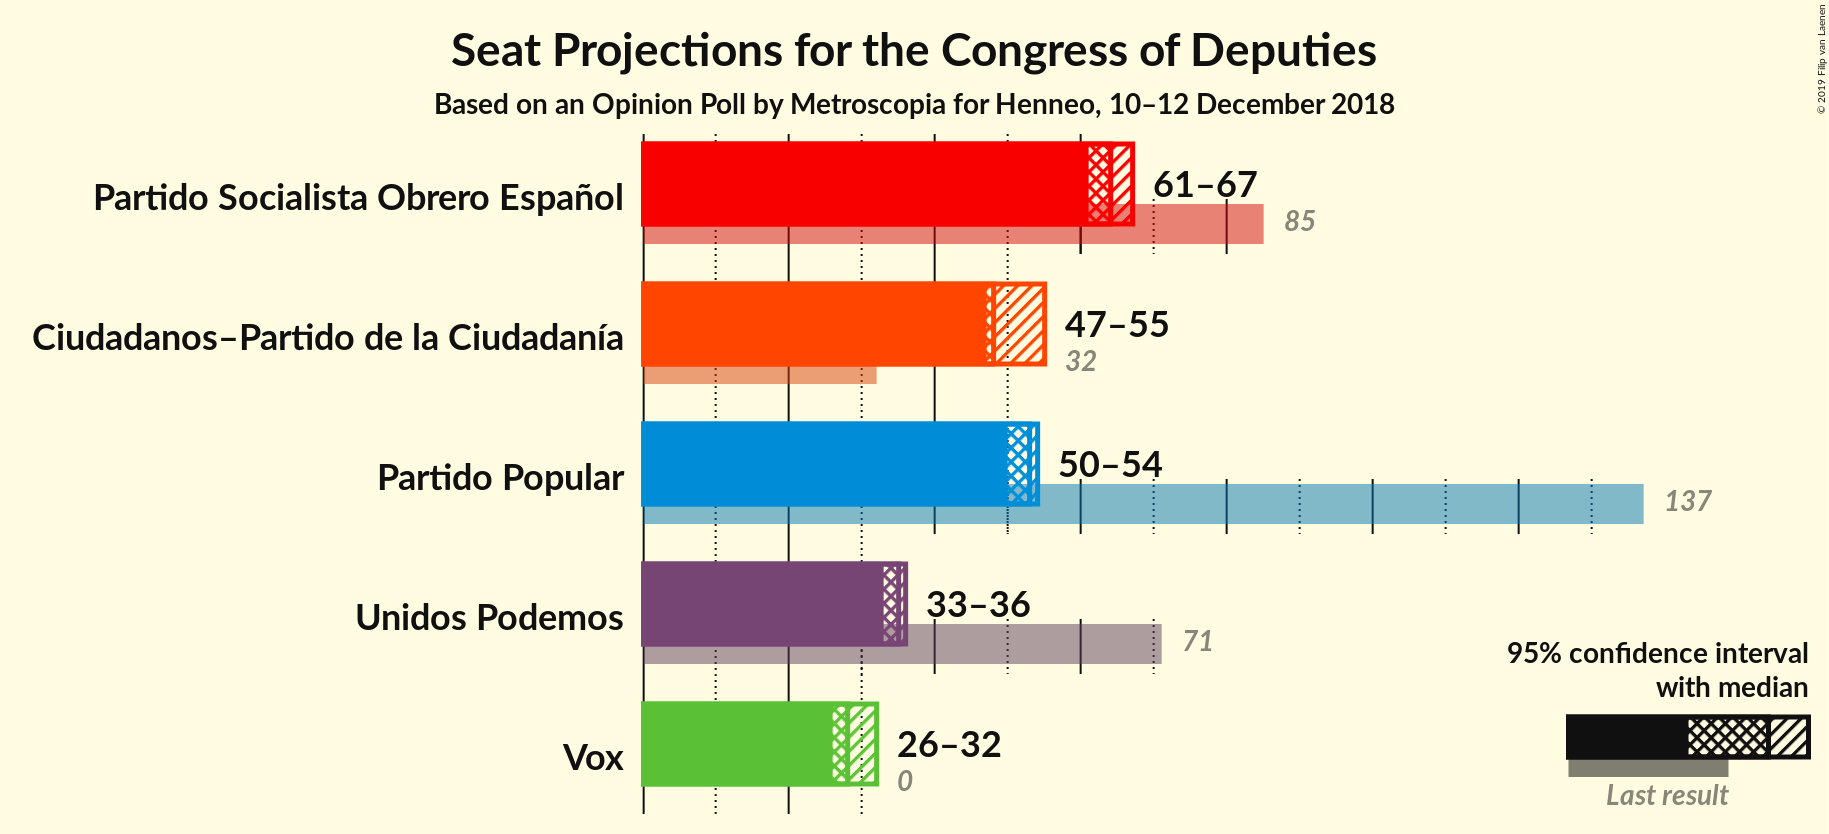 Seat Projections for the Congress of Deputies
Based on an Opinion Poll by Metroscopia for Henneo, 10–12 December 2018
© 2019 Filip van Laenen
Partido Socialista Obrero Español
61–67
85
Ciudadanos–Partido de la Ciudadanía
47–55
32
Partido Popular
50–54
137
Unidos Podemos
33–36
71
Vox
26–32
0
95% confidence interval
with median
Last result